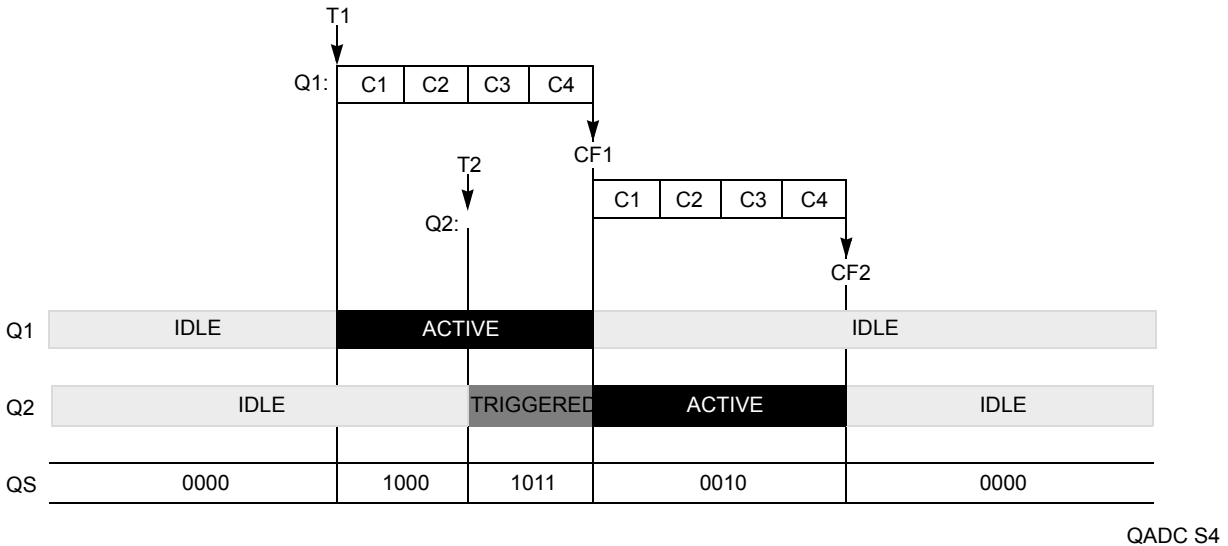 T1
Q1: C1 C2 C3 C4
CF1
T2
C1 C2 C3 C4
Q2:
CF2
Q1 IDLE ACTIVE IDLE
Q2 IDLE TRIGGERED ACTIVE IDLE
QS 0000 1000 1011 0010 0000
QADC S4